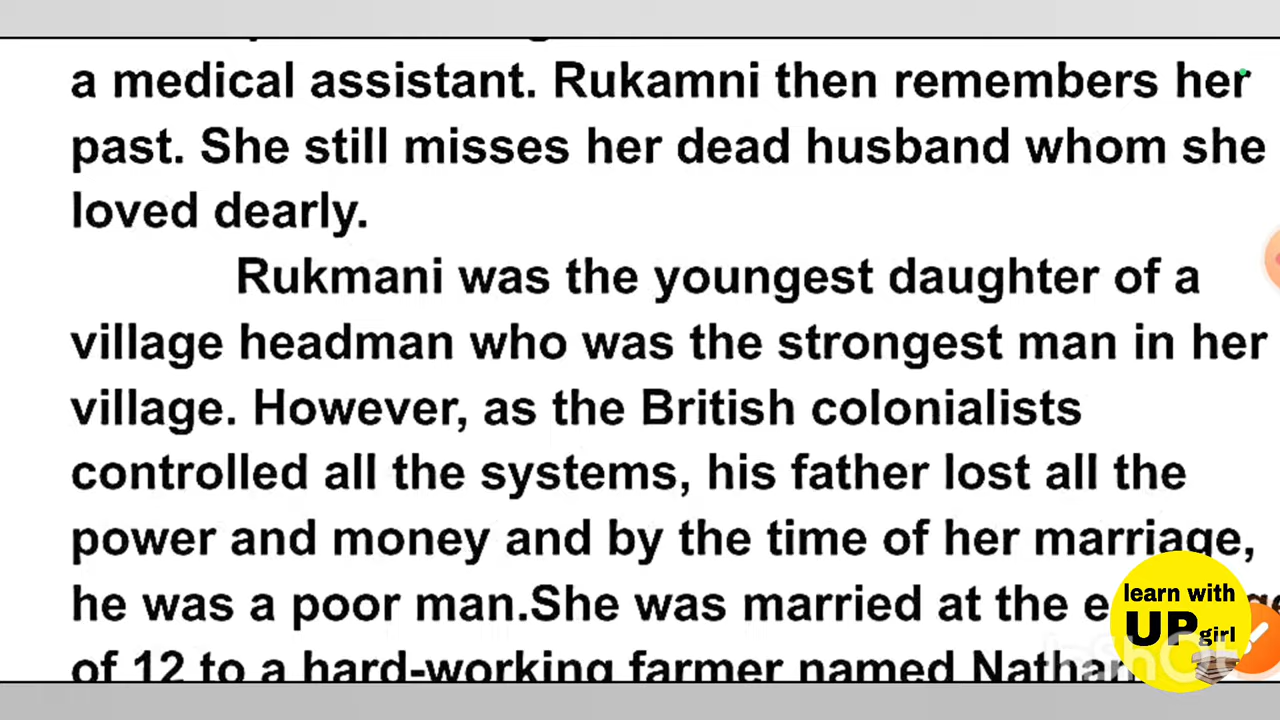 a medical assistant. Rukamni then remembers her
past. She still misses her dead husband whom she
loved dearly.
Rukmani was the youngest daughter of a
village headman who was the strongest man in her
village. However, as the British colonialists
controlled all the systems, his father lost all the
power and money and by the time of her marriage,
he was a poor man.She was married at the
of 12 to a hard-working farmer named Nathan
learn with
UP girl
InShOt